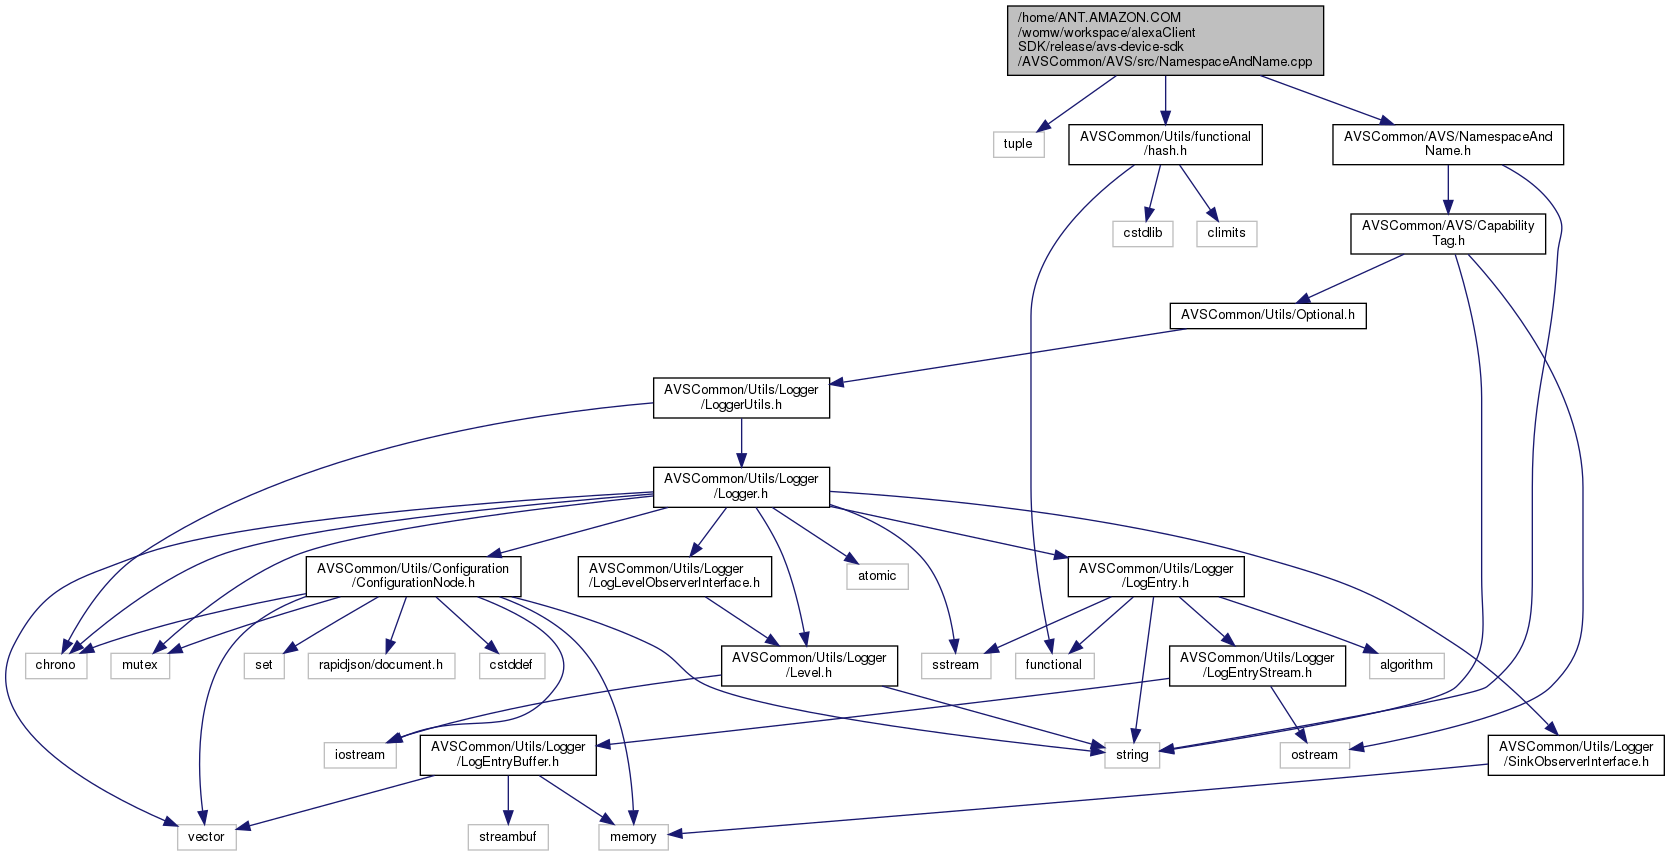 /home/ANT.AMAZON.COM
/womw/workspace/alexaClient
SDK/release/avs-device-sdk
/AVSCommon/AVS/src/NamespaceAndName.cpp
tuple
AVSCommon/Utils/functional
/hash.h
AVSCommon/AVS/NamespaceAnd
Name.h
cstdlib
climits
AVSCommon/AVS/Capability
Tag.h
AVSCommon/Utils/Optional.h
AVSCommon/Utils/Logger
/LoggerUtils.h
AVSCommon/Utils/Logger
/Logger.h
AVSCommon/Utils/Configuration
/ConfigurationNode.h
AVSCommon/Utils/Logger
/LogLevelObserverInterface.h
atomic
AVSCommon/Utils/Logger
/LogEntry.h
chrono
mutex
set
rapidjson/document.h
cstddef
AVSCommon/Utils/Logger
/Level.h
sstream
functional
AVSCommon/Utils/Logger
/LogEntryStream.h
algorithm
iostream
AVSCommon/Utils/Logger
/LogEntryBuffer.h
string
ostream
AVSCommon/Utils/Logger
/SinkObserverInterface.h
vector
streambuf
memory